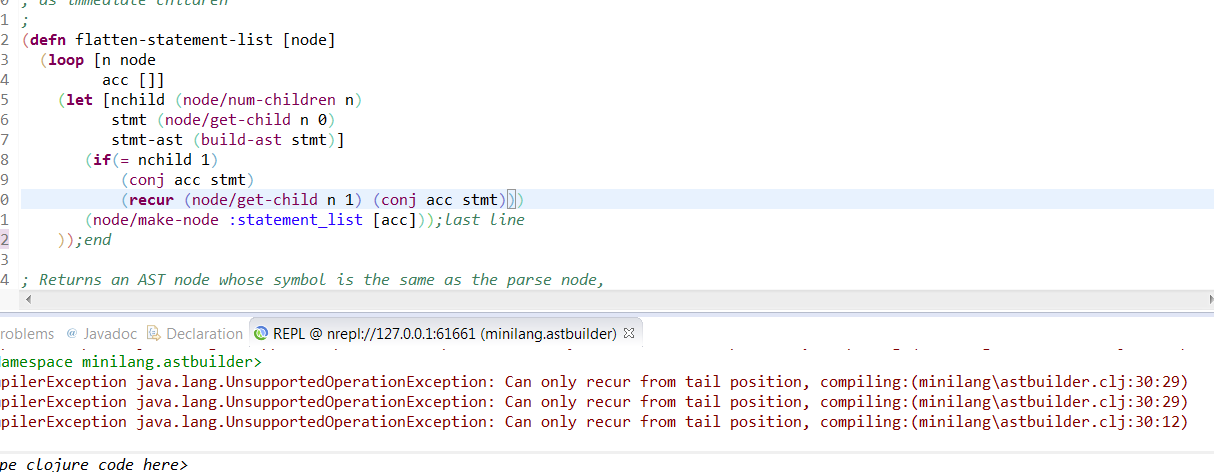 ; as immediate children
1 ;
2 (defn flatten-statement-list [node]
3 (loop [n node
4 acc []]
5 (let [nchild (node/num-children n)
6 stmt (node/get-child n 0)
7 stmt-ast (build-ast stmt)]
8 (if(= nchild 1)
9 (conj acc stmt)
0 (recur (node/get-child n 1) (conj acc stmt)))
1 (node/make-node :statement_list [acc]));last line
2 ));end
3
4 ; Returns an AST node whose symbol is the same as the parse node,
roblems @ Javadoc Declaration REPL @ nrepl://127.0.0.1:61661 (minilang.astbuilder)
Namespace minilang.astbuilder>
mpilerException java.lang.UnsupportedOperationException: Can only recur from tail position, compiling:(minilang\astbuilder.clj:30:29)
mpilerException java.lang.UnsupportedOperationException: Can only recur from tail position, compiling:(minilang\astbuilder.clj:30:29)
mpilerException java.lang.UnsupportedOperationException: Can only recur from tail position, compiling:(minilang\astbuilder.clj:30:12)
pe clojure code here>